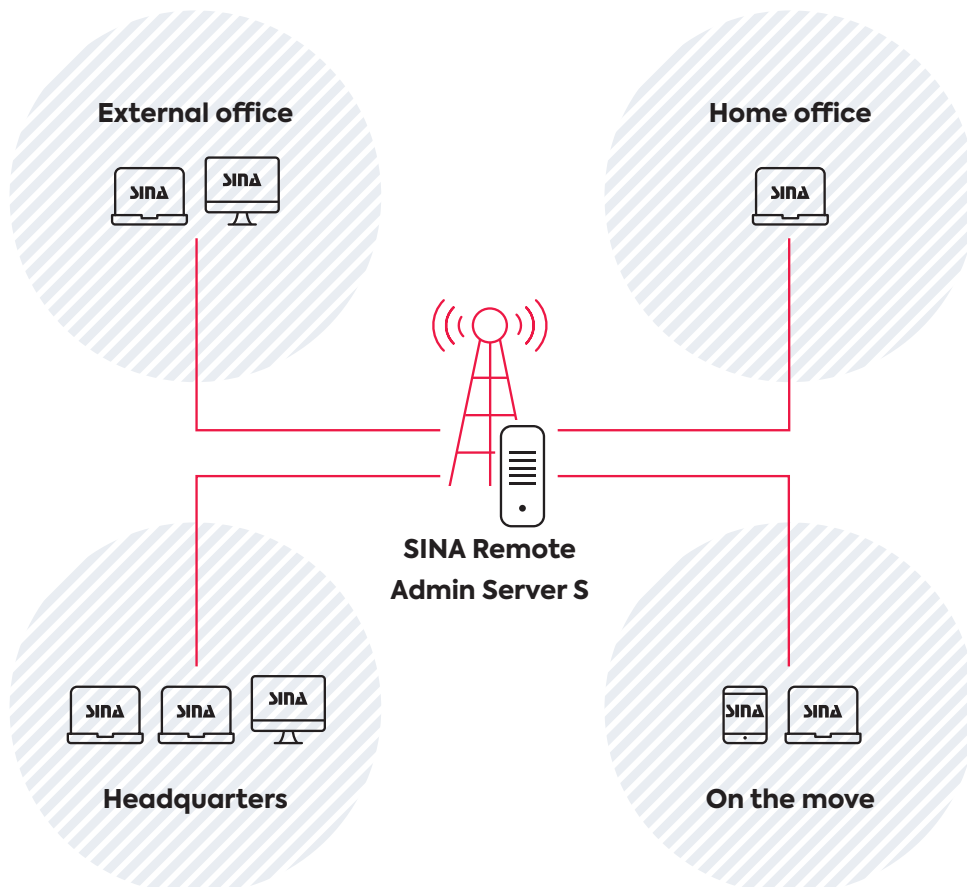 External office
Home office
SINA
SINA
SINA
SINA Remote
Admin Server S
SINA
SINA
SINA
SINA
SINA
Headquarters
On the move